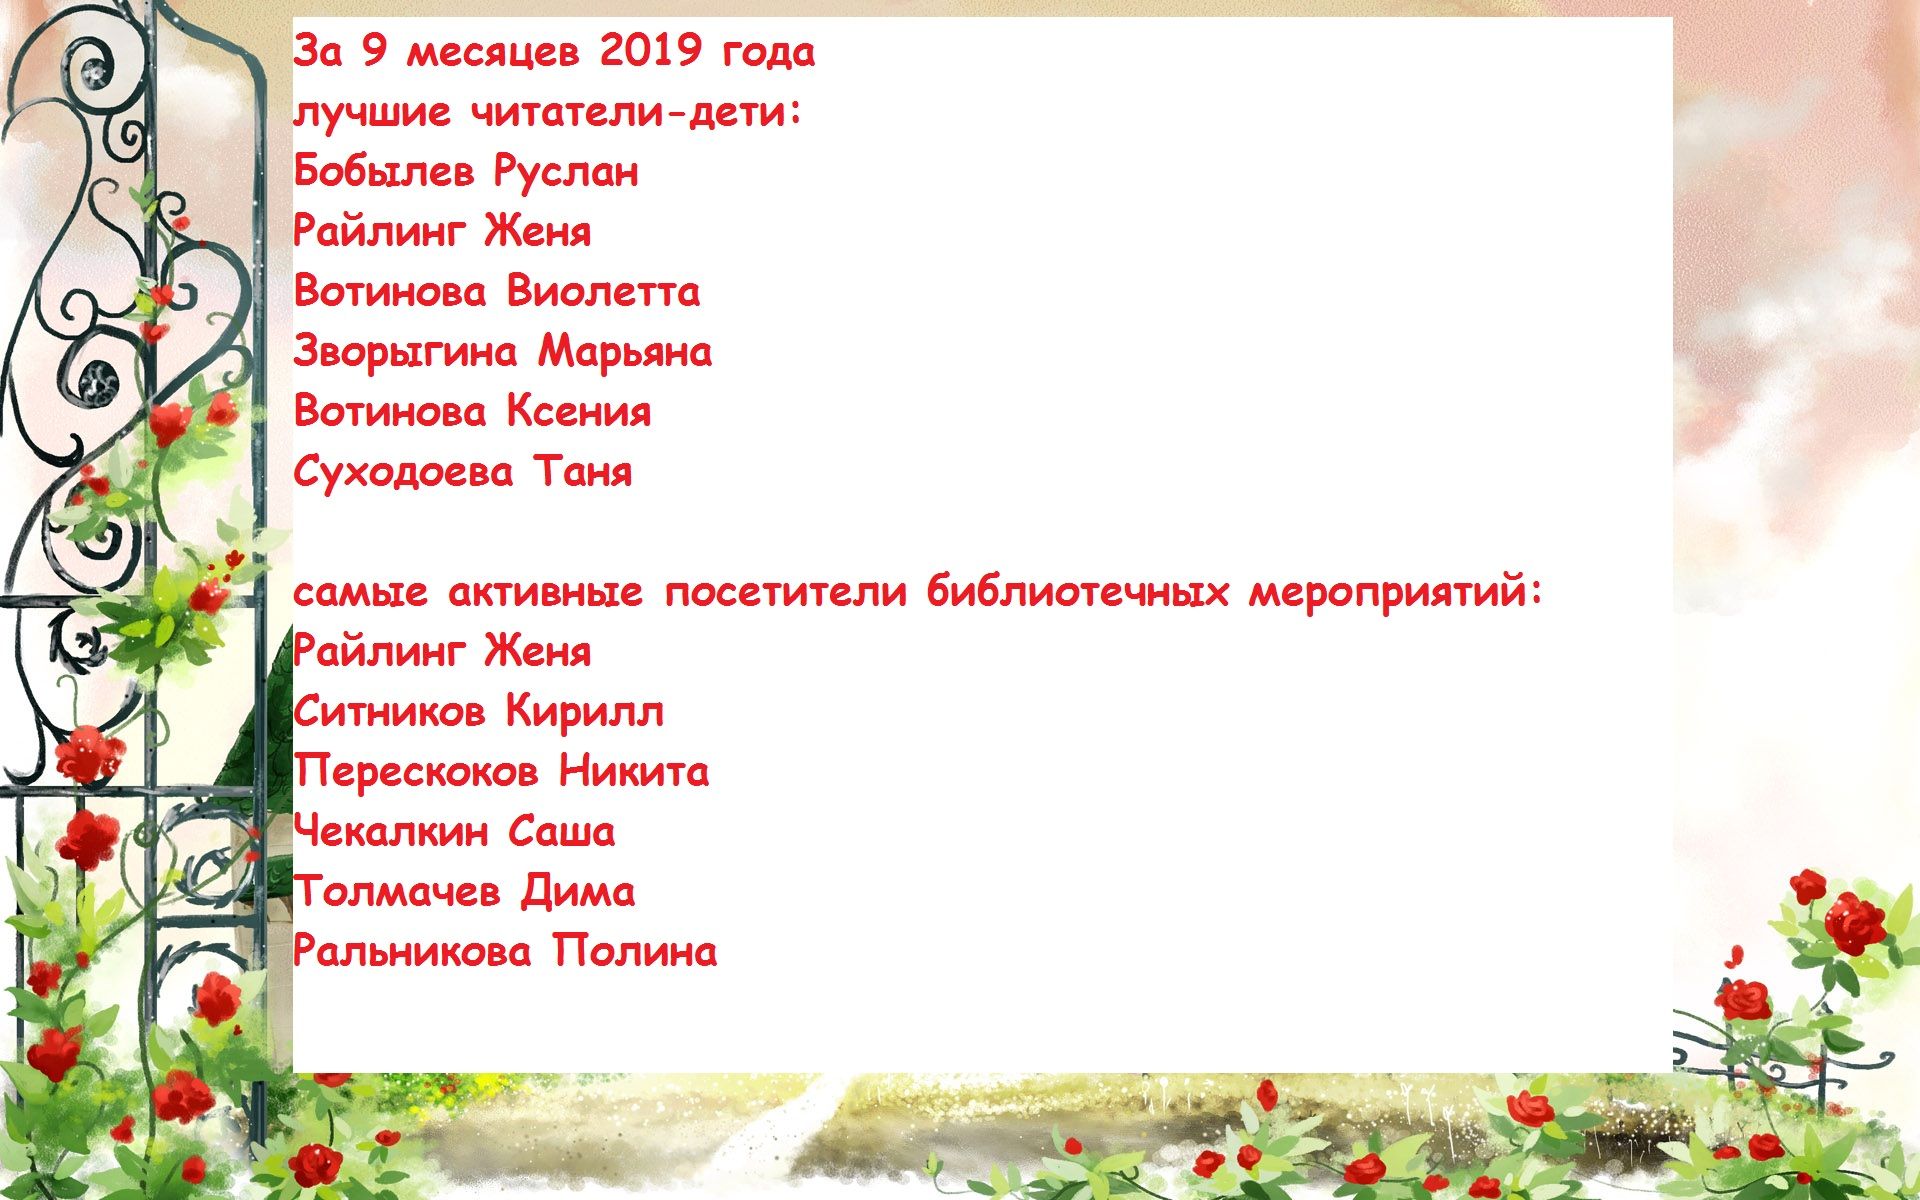 За 9 месяцев 2019 года
лучшие читатели-дети:
Бобылев Руслан
Райлинг Женя
Вотинова Виолетта
Зворыгина Марьяна
Вотинова Ксения
Суходоева Таня
самые активные посетители библиотечных мероприятий:
Райлинг Женя
Ситников Кирилл
Перескоков Никита
Чекалкин Саша
Толмачев Дима
Ральникова Полина